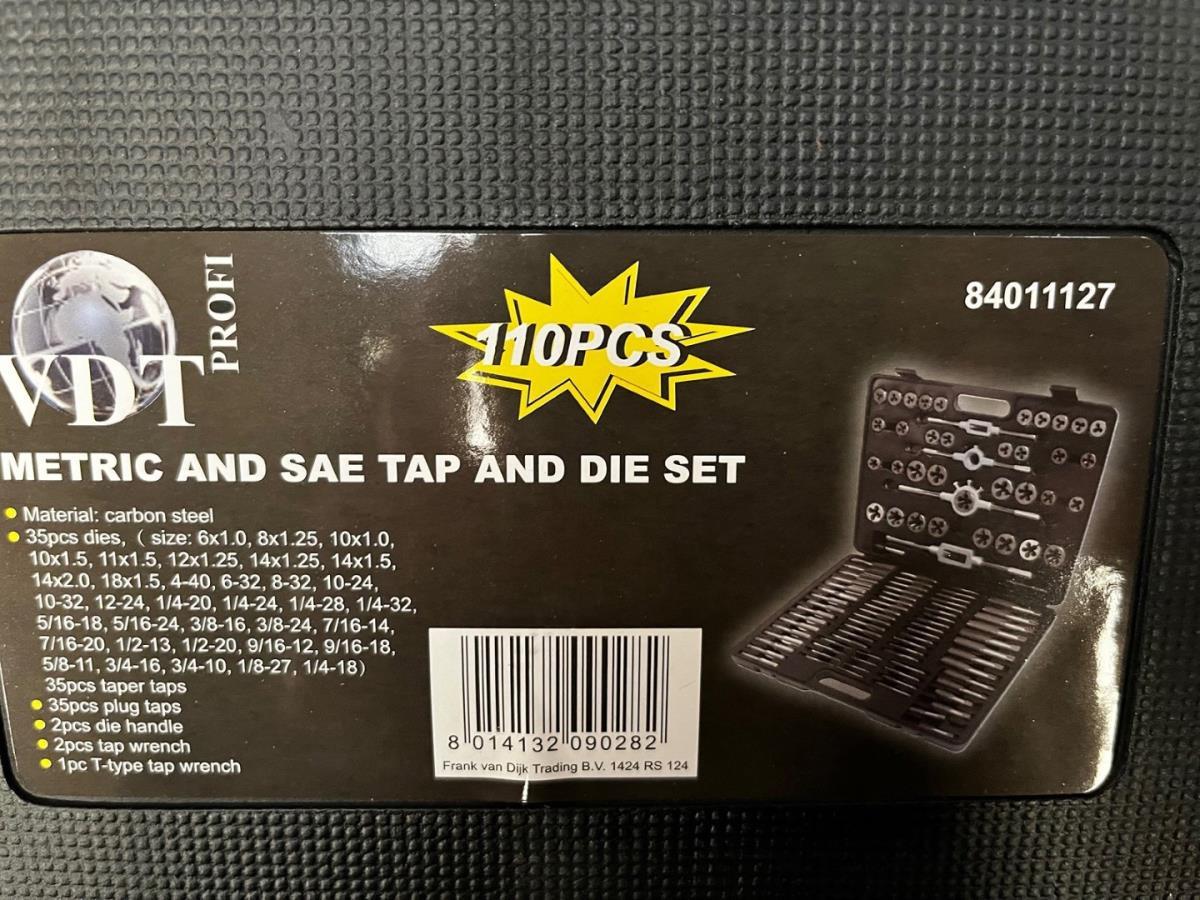 VDT
PROFI
110PCS
84011127
METRIC AND SAE TAP AND DIE SET
Material: carbon steel
35pcs dies, ( size: 6x1.0, 8x1.25, 10x1.0,
10x1.5, 11x1.5, 12x1.25, 14x1.25, 14x1.5,
14x2.0, 18x1.5, 4-40, 6-32, 8-32, 10-24,
10-32, 12-24, 1/4-20, 1/4-24, 1/4-28, 1/4-32,
5/16-18, 5/16-24, 3/8-16, 3/8-24, 7/16-14,
7/16-20, 1/2-13, 1/2-20, 9/16-12, 9/16-18,
5/8-11, 3/4-16, 3/4-10, 1/8-27, 1/4-18)
35pcs taper taps
35pcs plug taps
2pcs die handle
2pcs tap wrench
1pc T-type tap wrench
8 014132 090282
Frank van Dijk Trading B.V. 1424 RS 124